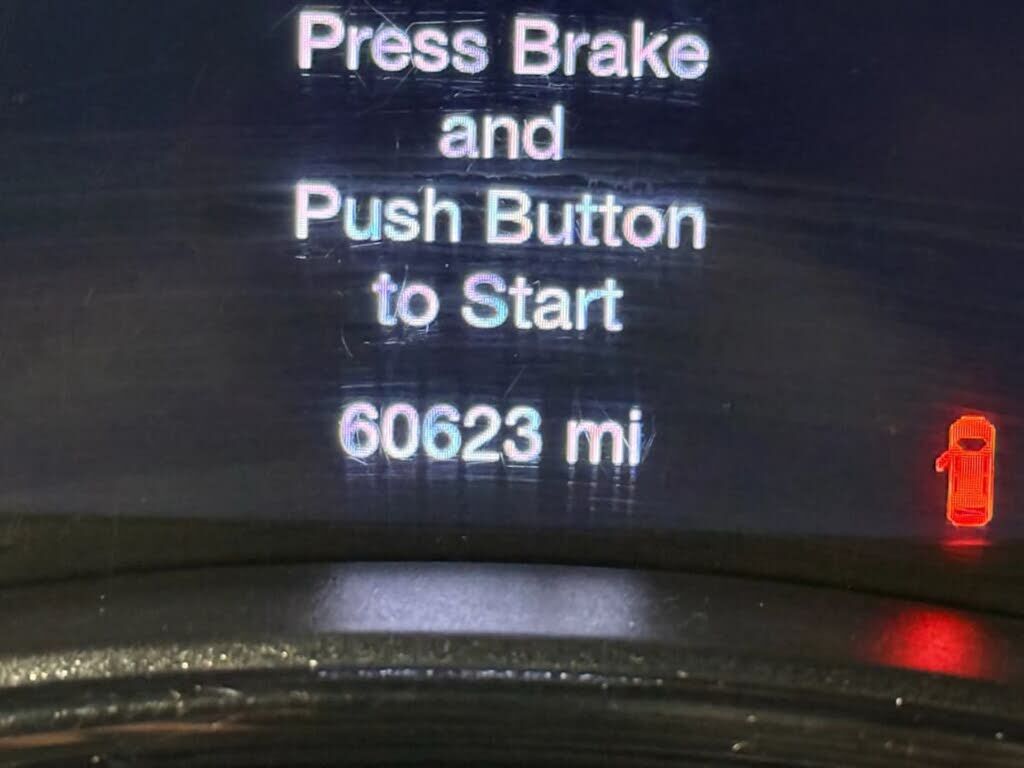 Press Brake
and
Push Button
to Start
60623 mi